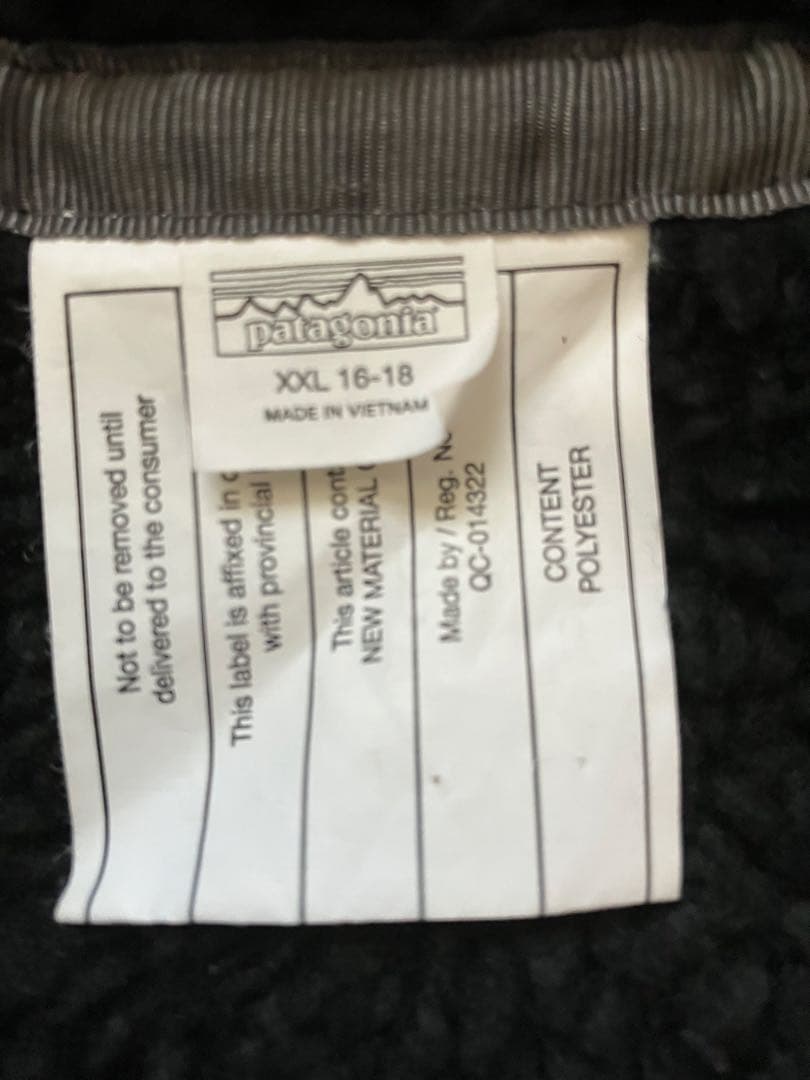 patagonia
XXL 16-18
MADE IN VIETNAM
Not to be removed until
delivered to the consumer
This label is affixed in
with provincial
This article
NEW MATERIAL
Made by / Reg.
QC-014322
CONTENT
POLYESTER